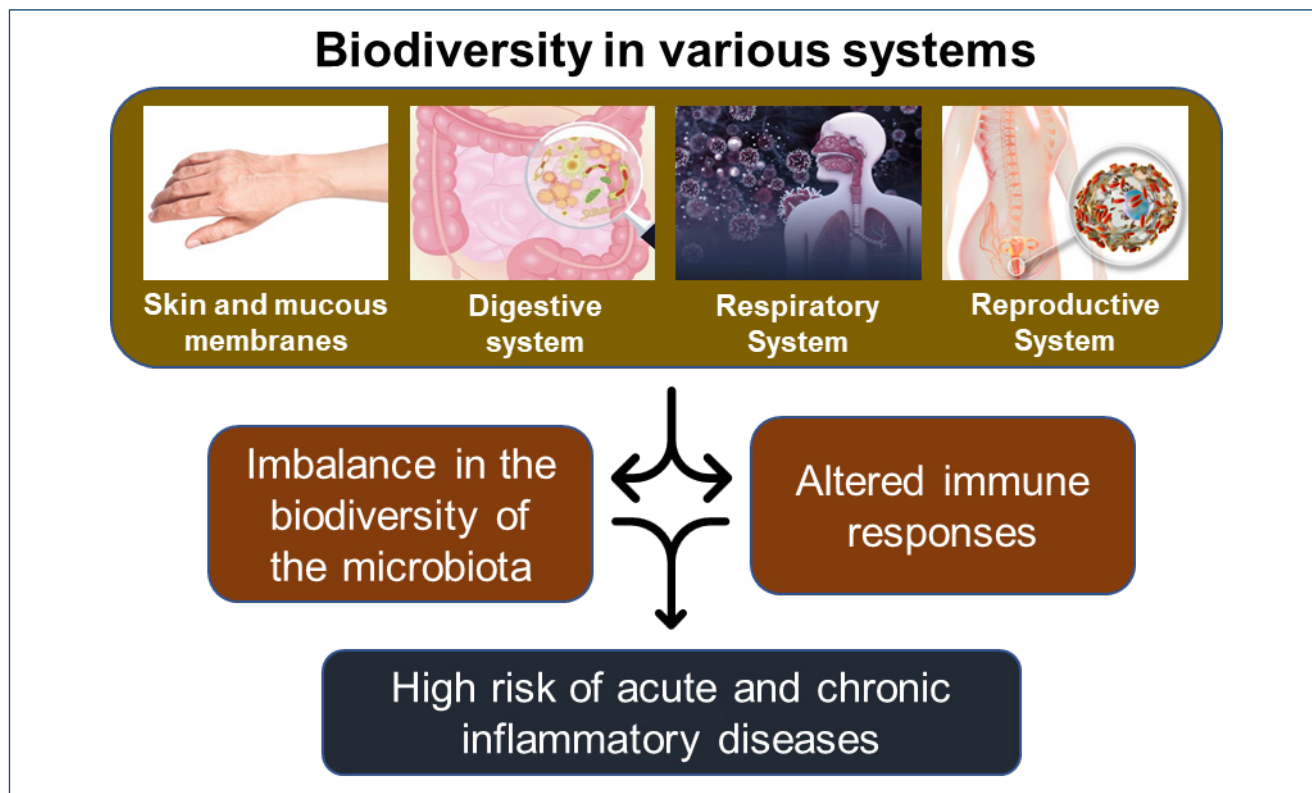 Biodiversity in various systems
Skin and mucous
membranes
Digestive
system
Respiratory
System
Reproductive
System
Imbalance in the
biodiversity of
the microbiota
Altered immune
responses
High risk of acute and chronic
inflammatory diseases